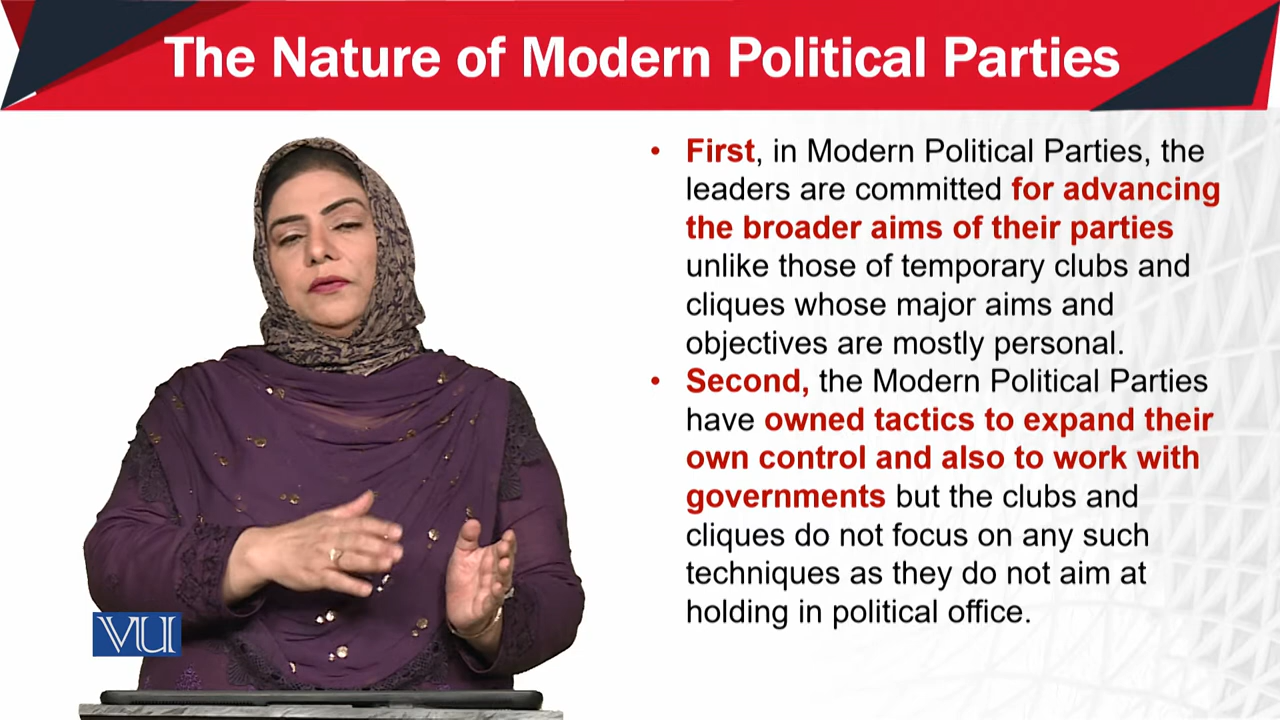 The Nature of Modern Political Parties
• First, in Modern Political Parties, the
leaders are committed for advancing
the broader aims of their parties
unlike those of temporary clubs and
cliques whose major aims and
objectives are mostly personal.
• Second, the Modern Political Parties
have owned tactics to expand their
own control and also to work with
governments but the clubs and
cliques do not focus on any such
techniques as they do not aim at
holding in political office.
VU